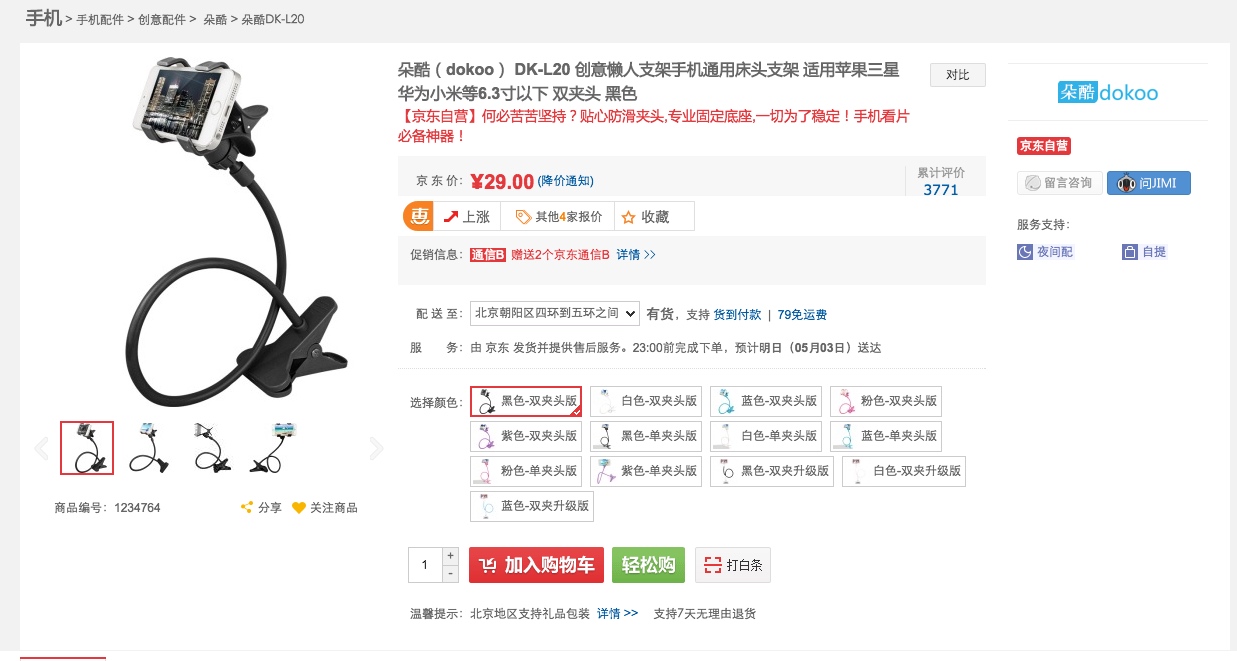 手机 > 手机配件 > 创意配件 > 朵酷 > 朵酷DK-L20
朵酷（dokoo） DK-L20 创意懒人支架手机通用床头支架 适用苹果三星
华为小米等6.3寸以下 双夹头 黑色
【京东自营】何必苦苦坚持？贴心防滑夹头,专业固定底座,一切为了稳定！手机看片
必备神器！
对比
京 东 价： ¥29.00 (降价通知)
累计评价
3771
惠 上涨 其他4家报价 收藏
促销信息： 通信B 赠送2个京东通信B 详情 >>
配 送 至： 北京朝阳区四环到五环之间 有货，支持 货到付款 | 79免运费
服 务： 由 京东 发货并提供售后服务。23:00前完成下单，预计明日（05月03日）送达
选择颜色： 黑色-双夹头版 白色-双夹头版 蓝色-双夹头版 粉色-双夹头版
紫色-双夹头版 黑色-单夹头版 白色-单夹头版 蓝色-单夹头版
粉色-单夹头版 紫色-单夹头版 黑色-双夹升级版 白色-双夹升级版
蓝色-双夹升级版
1 + - 加入购物车 轻松购 打白条
温馨提示： 北京地区支持礼品包装 详情 >> 支持7天无理由退货
商品编号： 1234764 分享 关注商品
朵酷dokoo
京东自营
留言咨询 问JIMI
服务支持：
夜间配 自提